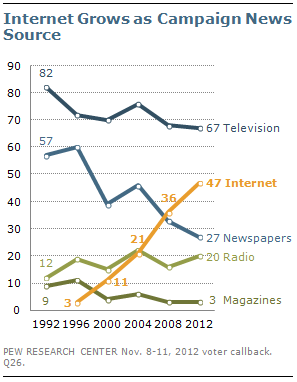 Internet Grows as Campaign News
Source
90
82
80
70
67 Television
60
57
50
47 Internet
40
36
30
27 Newspapers
21
20
20 Radio
12
11
10
9
3
3 Magazines
0
1992 1996 2000 2004 2008 2012
PEW RESEARCH CENTER Nov. 8-11, 2012 voter callback.
Q26.